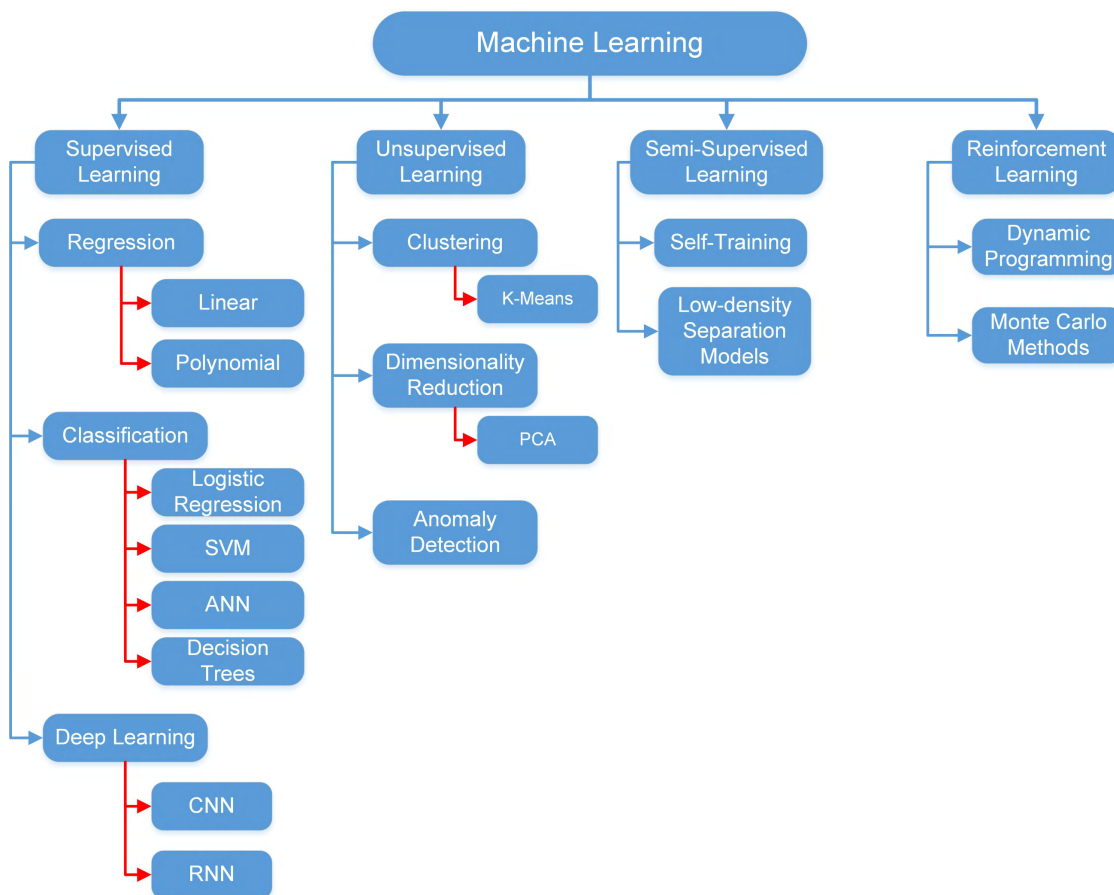 Machine Learning
Supervised
Learning
Regression
Linear
Polynomial
Classification
Logistic
Regression
SVM
ANN
Decision
Trees
Deep Learning
CNN
RNN
Unsupervised
Learning
Clustering
K-Means
Dimensionality
Reduction
PCA
Anomaly
Detection
Semi-Supervised
Learning
Self-Training
Low-density
Separation
Models
Reinforcement
Learning
Dynamic
Programming
Monte Carlo
Methods